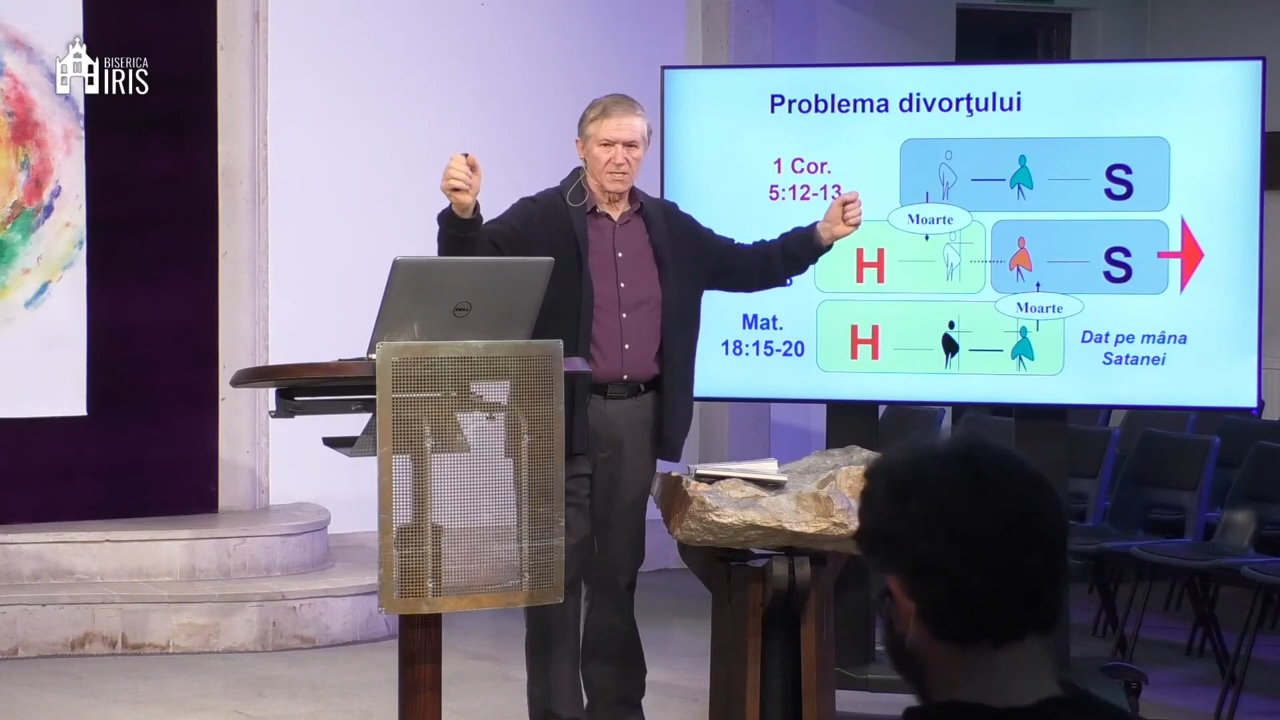 BISERICA
IRIS
Problema divorţului
1 Cor.
5:12-13
S
Moarte
H
S
Moarte
Mat.
18:15-20
H
Dat pe mâna
Satanei
DELL